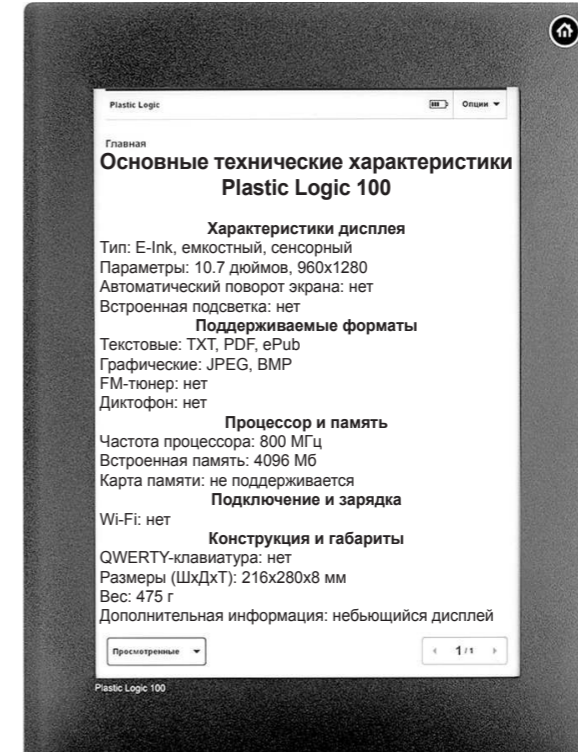 Plastic Logic
Опции
Главная
Основные технические характеристики
Plastic Logic 100
Характеристики дисплея
Тип: E-Ink, емкостный, сенсорный
Параметры: 10.7 дюймов, 960x1280
Автоматический поворот экрана: нет
Встроенная подсветка: нет
Поддерживаемые форматы
Текстовые: TXT, PDF, ePub
Графические: JPEG, BMP
FM-тюнер: нет
Диктофон: нет
Процессор и память
Частота процессора: 800 МГц
Встроенная память: 4096 Мб
Карта памяти: не поддерживается
Подключение и зарядка
Wi-Fi: нет
Конструкция и габариты
QWERTY-клавиатура: нет
Размеры (ШхДхТ): 216х280х8 мм
Вес: 475 г
Дополнительная информация: небьющийся дисплей
Просмотренные
1/1
Plastic Logic 100